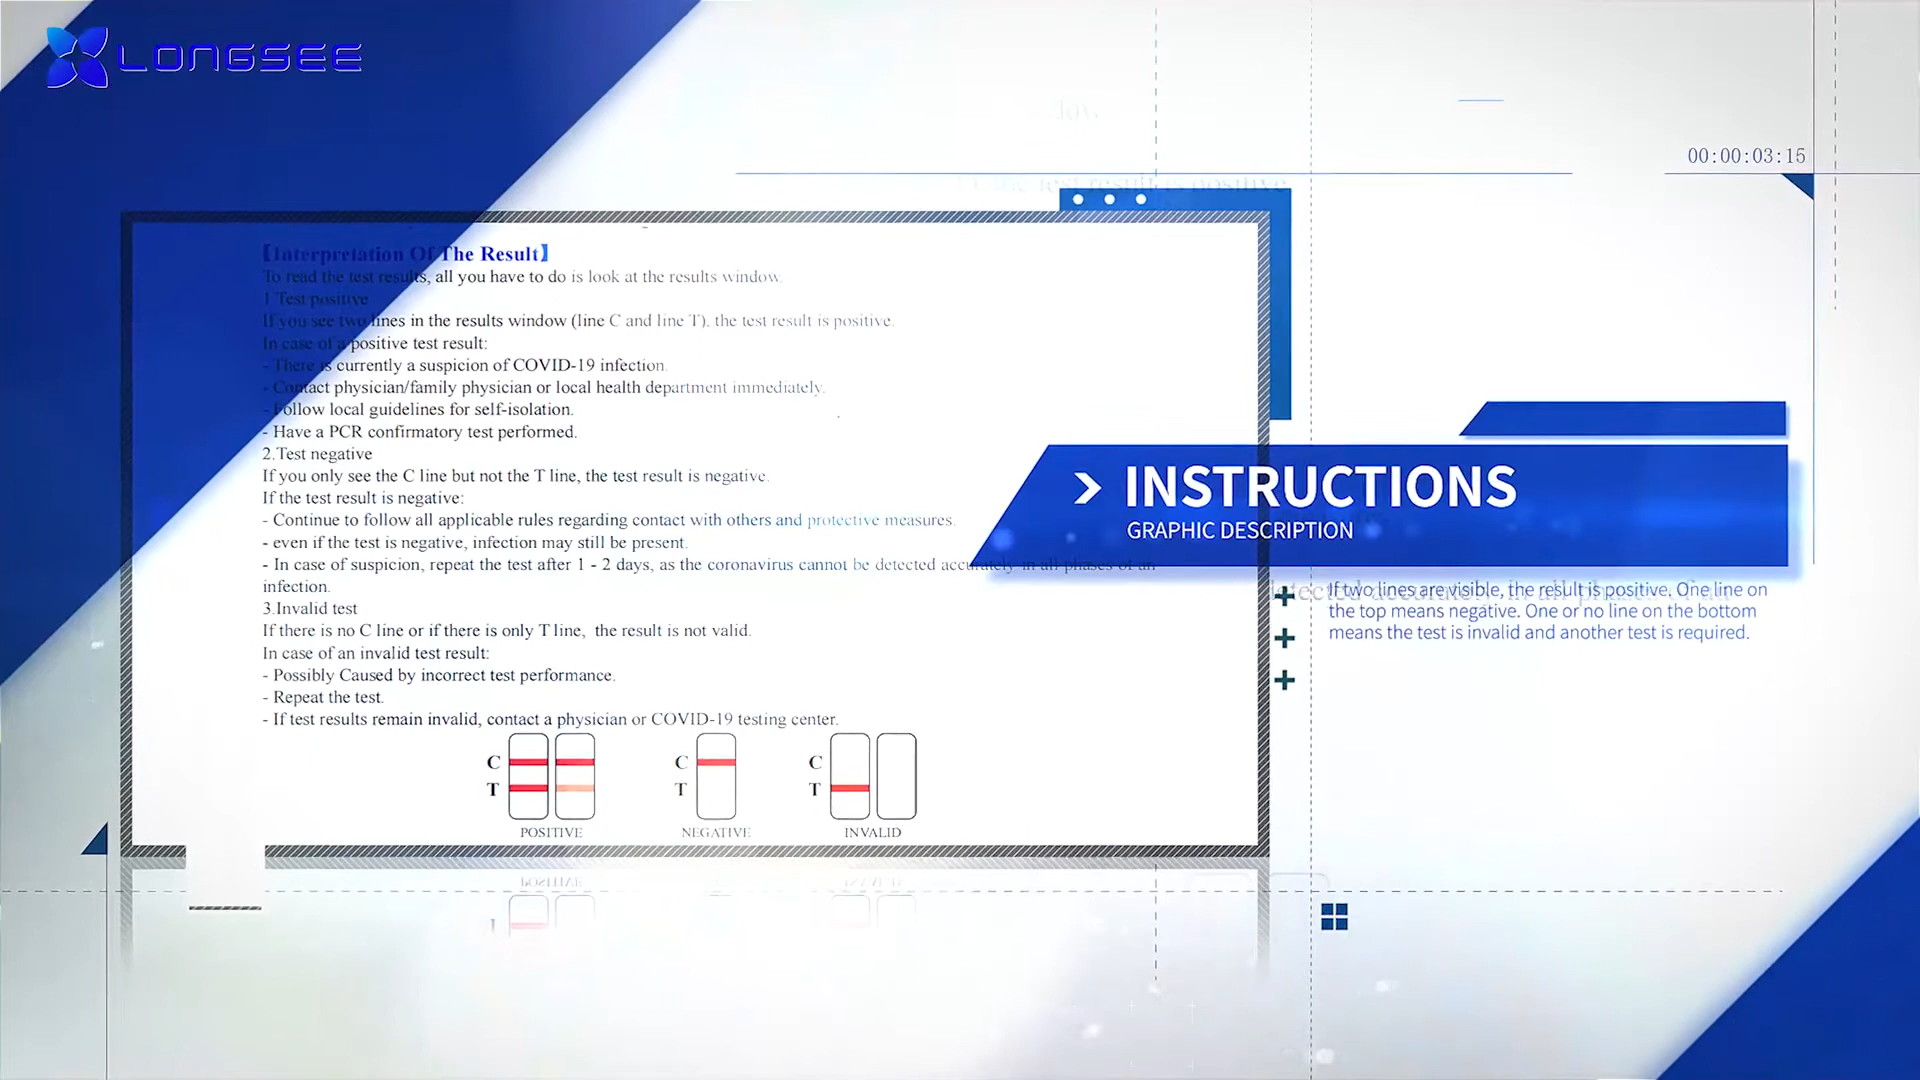 LONGSEE
00:00:03:15
【Interpretation Of The Result】
To read the test results, all you have to do is look at the results window.
1 Test positive
If you see two lines in the results window (line C and line T), the test result is positive.
In case of a positive test result:
- There is currently a suspicion of COVID-19 infection.
- Contact physician/family physician or local health department immediately.
- Follow local guidelines for self-isolation.
- Have a PCR confirmatory test performed.
2.Test negative
If you only see the C line but not the T line, the test result is negative.
If the test result is negative:
- Continue to follow all applicable rules regarding contact with others and protective measures.
- even if the test is negative, infection may still be present.
- In case of suspicion, repeat the test after 1 - 2 days, as the coronavirus cannot be detected accurately in all phases of an
infection.
3.Invalid test
If there is no C line or if there is only T line, the result is not valid.
In case of an invalid test result:
- Possibly Caused by incorrect test performance.
- Repeat the test.
- If test results remain invalid, contact a physician or COVID-19 testing center.
C C C
T T T
POSITIVE NEGATIVE INVALID
INSTRUCTIONS
GRAPHIC DESCRIPTION
If two lines are visible, the result is positive. One line on
the top means negative. One or no line on the bottom
means the test is invalid and another test is required.